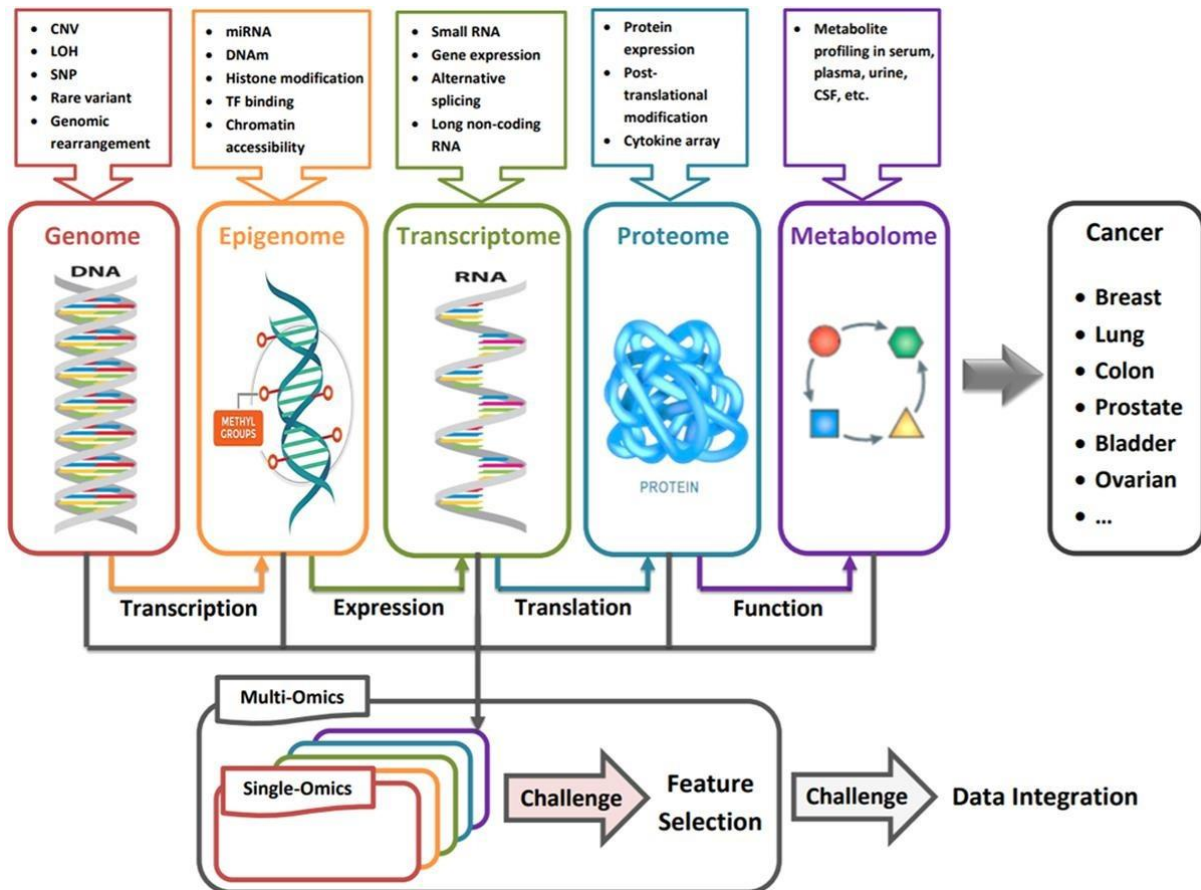 • CNV
• LOH
• SNP
• Rare variant
• Genomic
rearrangement
• miRNA
• DNAm
• Histone modification
• TF binding
• Chromatin
accessibility
• Small RNA
• Gene expression
• Alternative
splicing
• Long non-coding
RNA
• Protein
expression
• Post-
translational
modification
• Cytokine array
• Metabolite
profiling in serum,
plasma, urine,
CSF, etc.
Genome
DNA
Epigenome
METHYL
GROUPS
Transcriptome
RNA
Proteome
PROTEIN
Metabolome
Cancer
• Breast
• Lung
• Colon
• Prostate
• Bladder
• Ovarian
• ...
Transcription
Expression
Translation
Function
Multi-Omics
Single-Omics
Challenge
Feature
Selection
Challenge
Data Integration